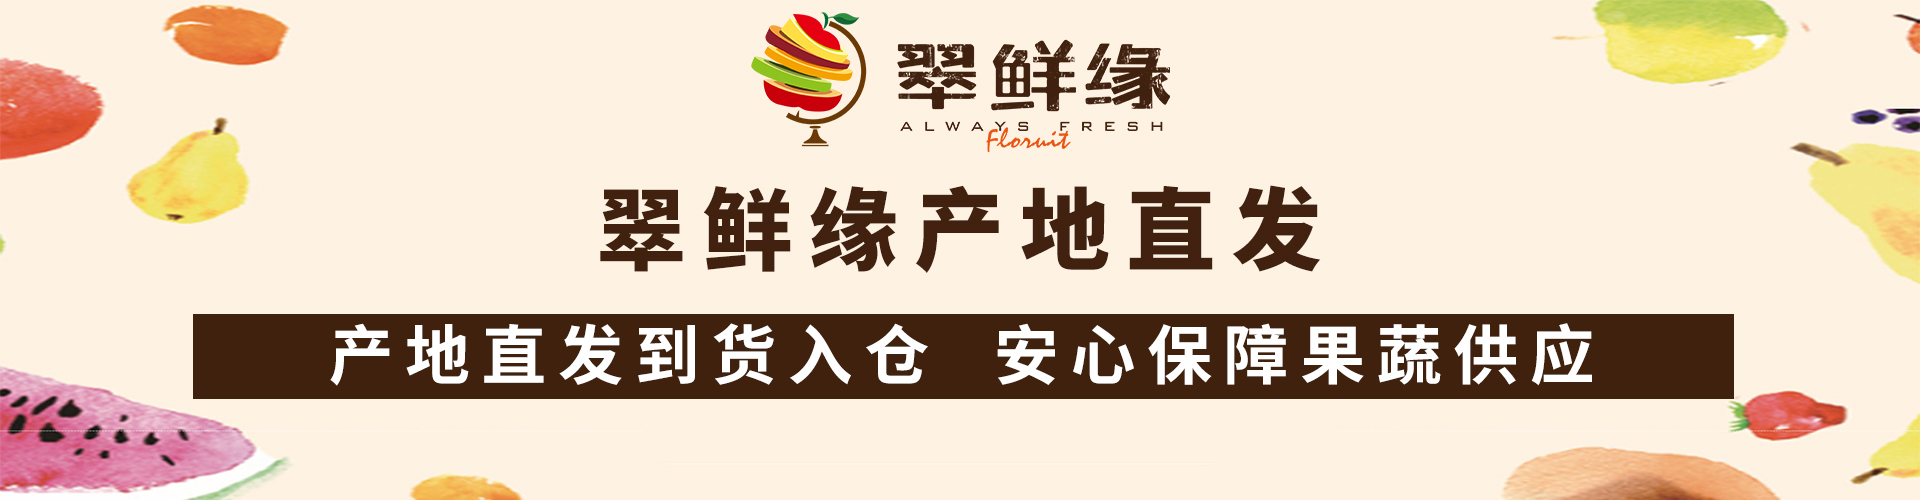 翠鲜缘
ALWAYS FRESH
Floruit
翠鲜缘产地直发
产地直发到货入仓 安心保障果蔬供应